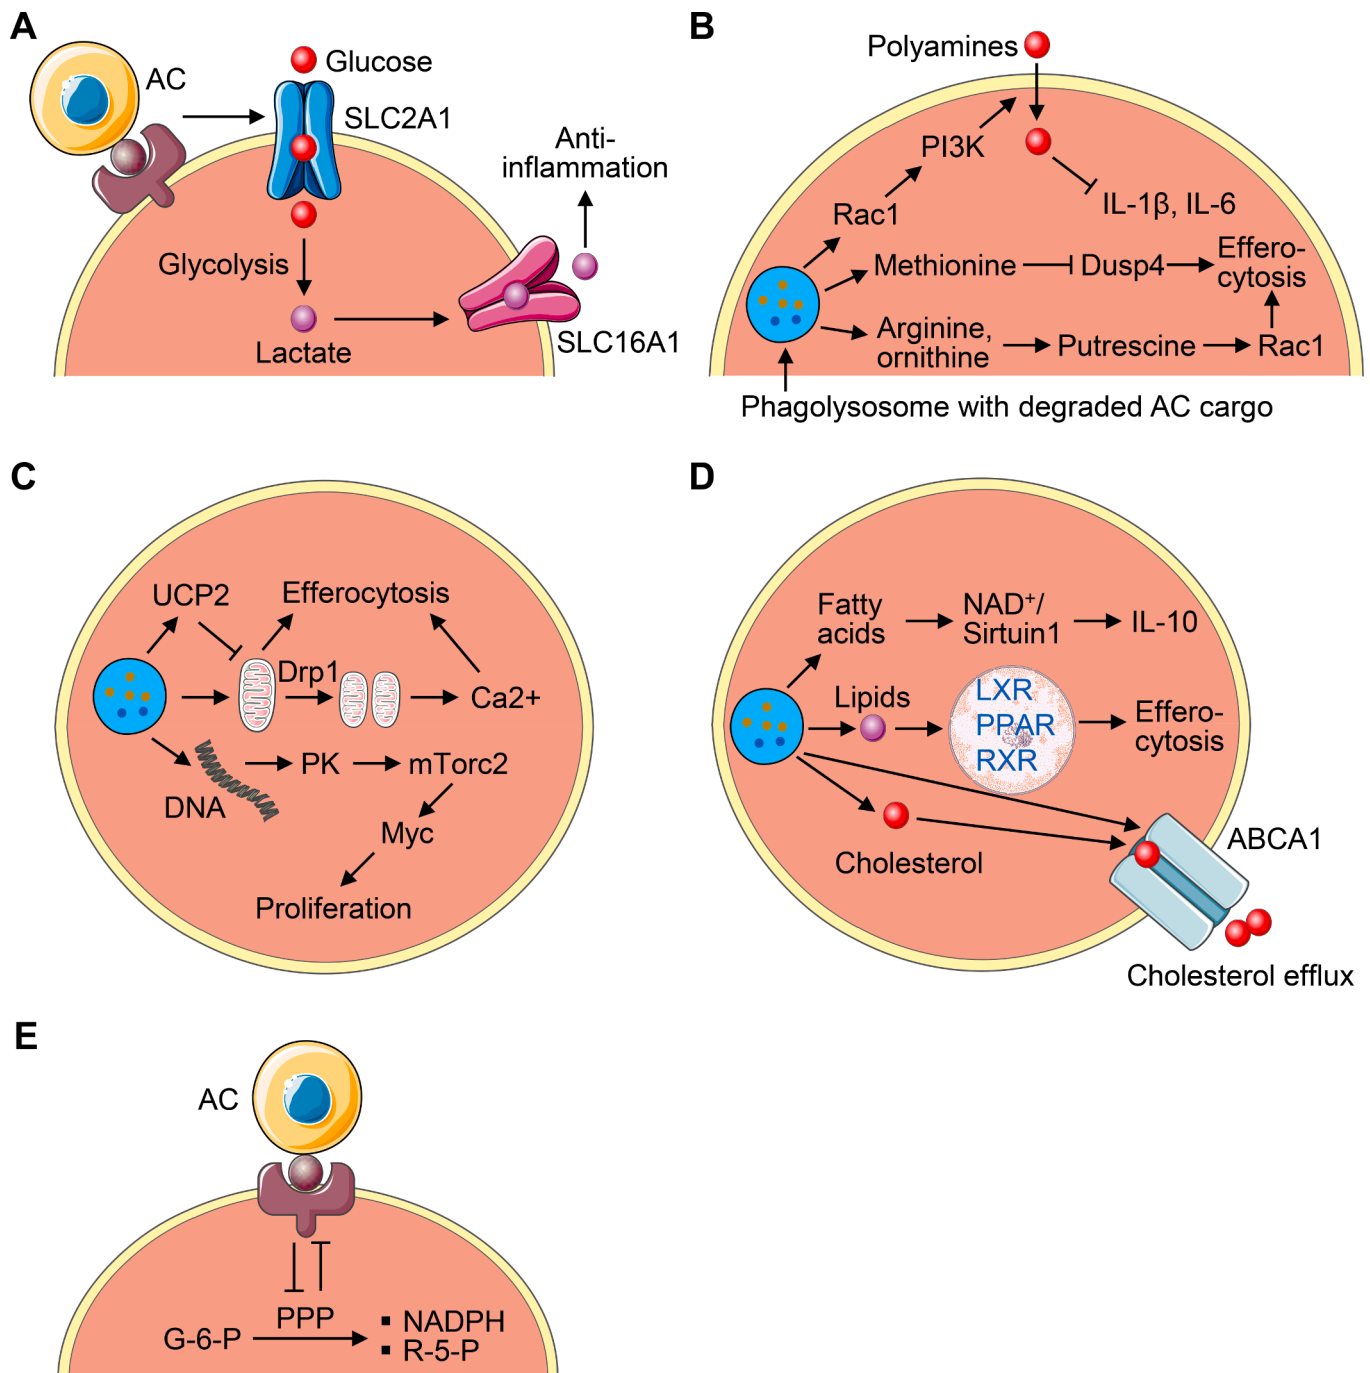 A
AC
Glucose
SLC2A1
Anti-
inflammation
Glycolysis
Lactate
SLC16A1
B
Polyamines
PI3K
Rac1
IL-1β, IL-6
Methionine
Dusp4
Effero-
cytosis
Arginine,
ornithine
Putrescine
Rac1
Phagolysosome with degraded AC cargo
C
UCP2
Efferocytosis
Drp1
Ca2+
DNA
PK
mTorc2
Myc
Proliferation
D
Fatty
acids
NAD⁺/
Sirtuin1
IL-10
Lipids
LXR
PPAR
RXR
Effero-
cytosis
Cholesterol
ABCA1
Cholesterol efflux
E
AC
PPP
G-6-P
▪ NADPH
▪ R-5-P